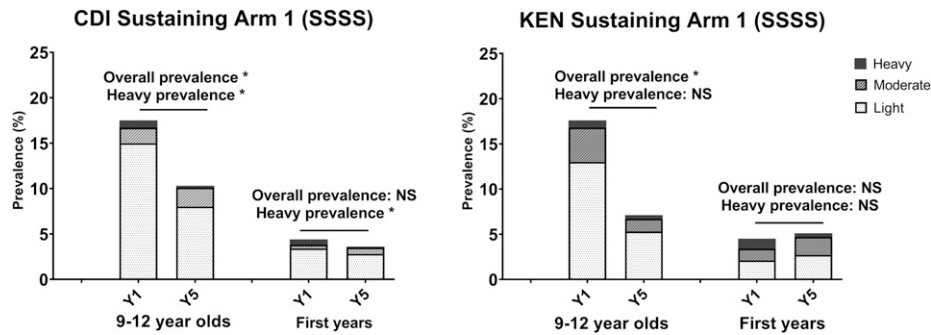 CDI Sustaining Arm 1 (SSSS)
25
20
15
10
5
0
Prevalence (%)
Overall prevalence *
Heavy prevalence *
Overall prevalence: NS
Heavy prevalence *
Y1
Y5
Y1
Y5
9-12 year olds
First years
KEN Sustaining Arm 1 (SSSS)
25
20
15
10
5
0
Prevalence (%)
Overall prevalence *
Heavy prevalence: NS
Overall prevalence: NS
Heavy prevalence: NS
Y1
Y5
Y1
Y5
9-12 year olds
First years
Heavy
Moderate
Light